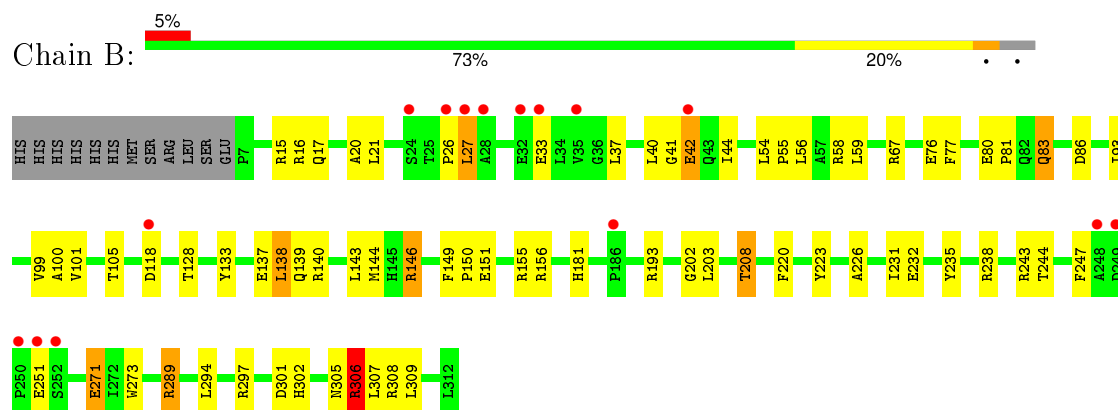 5%
Chain B:
73% 20% • •
HIS HIS HIS HIS HIS HIS MET SER ARG LEU SER GLU P7 R15 R16 Q17 A20 L21 S24 T25 P26 L27 A28 E32 E33 L34 V35 G36 L37 L40 G41 E42 Q43 I44 L54 P55 L56 A57 R58 L59 R67 E76 F77 E80 P81 Q82 Q83 D86 I93
V99 A100 V101 T105 D118 T128 Y133 E137 L138 Q139 R140 L143 M144 H145 R146 F149 P150 E151 R155 R156 H181 P186 R193 G202 L203 T208 F220 Y223 A226 I231 E232 Y235 R238 R243 T244 F247 A248
P250 E251 S252 E271 I272 W273 R289 L294 R297 D301 H302 N305 R306 L307 R308 L309 L312